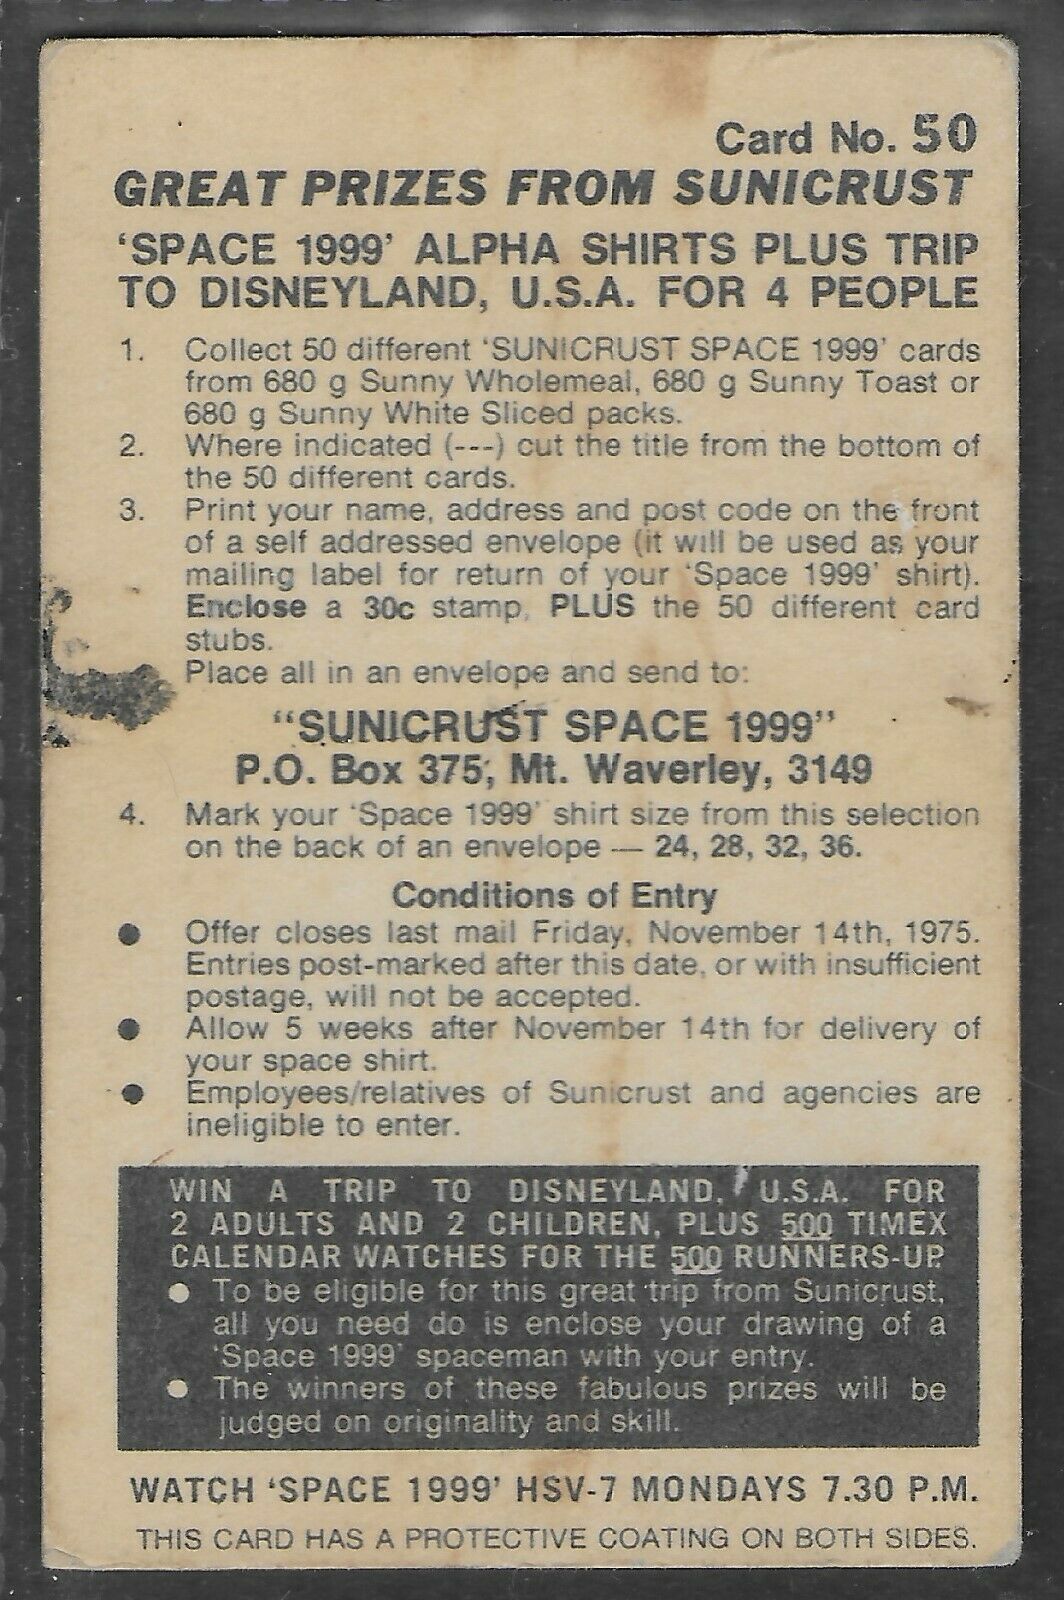 Card No. 50
GREAT PRIZES FROM SUNICRUST
'SPACE 1999' ALPHA SHIRTS PLUS TRIP
TO DISNEYLAND, U.S.A. FOR 4 PEOPLE
1. Collect 50 different 'SUNICRUST SPACE 1999' cards
from 680 g Sunny Wholemeal, 680 g Sunny Toast or
680 g Sunny White Sliced packs.
2. Where indicated (---) cut the title from the bottom of
the 50 different cards.
3. Print your name, address and post code on the front
of a self addressed envelope (it will be used as your
mailing label for return of your 'Space 1999' shirt).
Enclose a 30c stamp, PLUS the 50 different card
stubs.
Place all in an envelope and send to:
"SUNICRUST SPACE 1999"
P.O. Box 375, Mt. Waverley, 3149
4. Mark your 'Space 1999' shirt size from this selection
on the back of an envelope — 24, 28, 32, 36.
Conditions of Entry
● Offer closes last mail Friday, November 14th, 1975.
Entries post-marked after this date, or with insufficient
postage, will not be accepted.
● Allow 5 weeks after November 14th for delivery of
your space shirt.
● Employees/relatives of Sunicrust and agencies are
ineligible to enter.
WIN A TRIP TO DISNEYLAND, U.S.A. FOR
2 ADULTS AND 2 CHILDREN, PLUS 500 TIMEX
CALENDAR WATCHES FOR THE 500 RUNNERS-UP.
● To be eligible for this great trip from Sunicrust,
all you need do is enclose your drawing of a
'Space 1999' spaceman with your entry.
● The winners of these fabulous prizes will be
judged on originality and skill.
WATCH 'SPACE 1999' HSV-7 MONDAYS 7.30 P.M.
THIS CARD HAS A PROTECTIVE COATING ON BOTH SIDES.